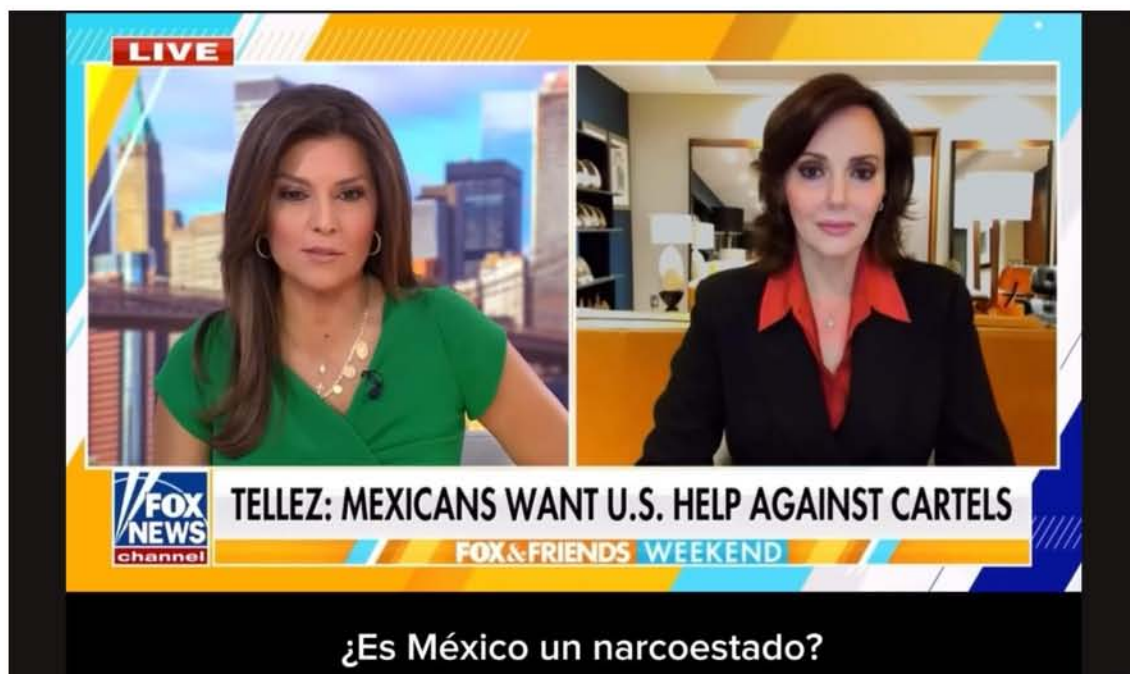 LIVE
FOX
NEWS
channel
TELLEZ: MEXICANS WANT U.S. HELP AGAINST CARTELS
FOX&FRIENDS WEEKEND
¿Es México un narcoestado?